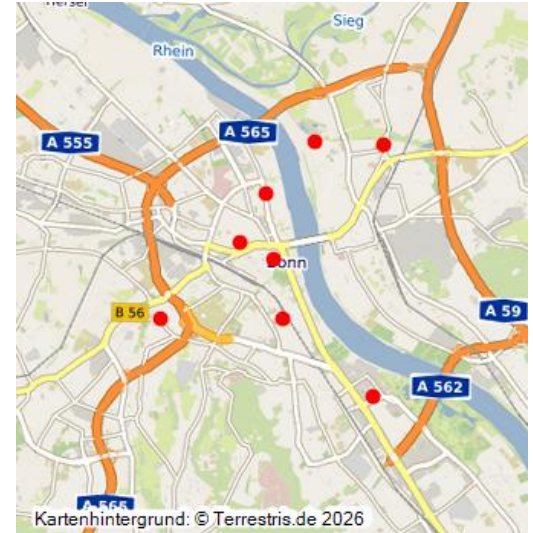 Sieg
Rhein
A 565
A 555
Bonn
B 56
A 59
A 562
A 565
Kartenhintergrund: © Terrestris.de 2026